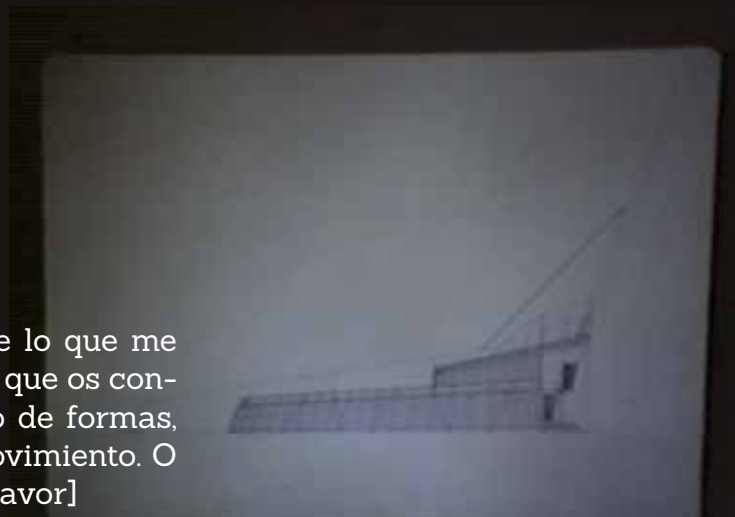 e lo que me
que os con-
o de formas,
ovimiento. O
avor]